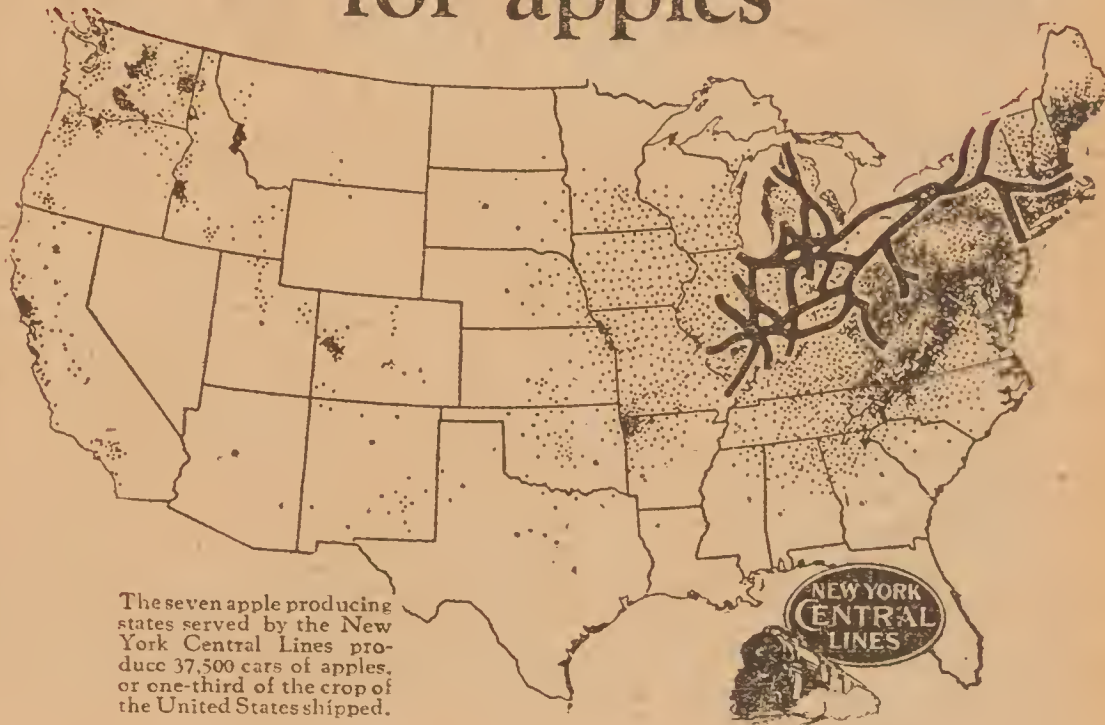 for apples
The seven apple producing
states served by the New
York Central Lines pro-
duce 37,500 cars of apples,
or one-third of the crop of
the United States shipped.
NEW YORK
CENTRAL
LINES